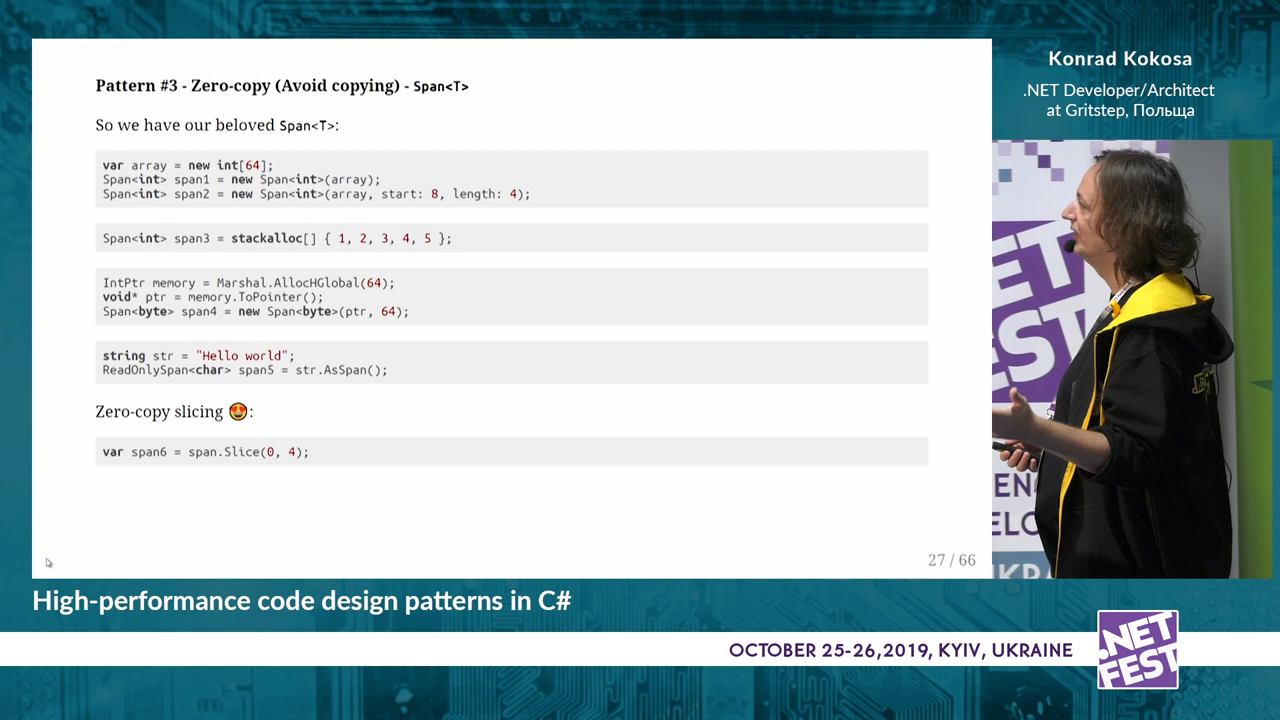 Pattern #3 - Zero-copy (Avoid copying) - Span<T>
So we have our beloved Span<T>:
var array = new int[64];
Span<int> span1 = new Span<int>(array);
Span<int> span2 = new Span<int>(array, start: 8, length: 4);
Span<int> span3 = stackalloc[] { 1, 2, 3, 4, 5 };
IntPtr memory = Marshal.AllocHGlobal(64);
void* ptr = memory.ToPointer();
Span<byte> span4 = new Span<byte>(ptr, 64);
string str = "Hello world";
ReadOnlySpan<char> span5 = str.AsSpan();
Zero-copy slicing 😍:
var span6 = span.Slice(0, 4);
27 / 66
Konrad Kokosa
.NET Developer/Architect
at Gritstep, Польща
High-performance code design patterns in C#
OCTOBER 25-26,2019, KYIV, UKRAINE
.NET
FEST